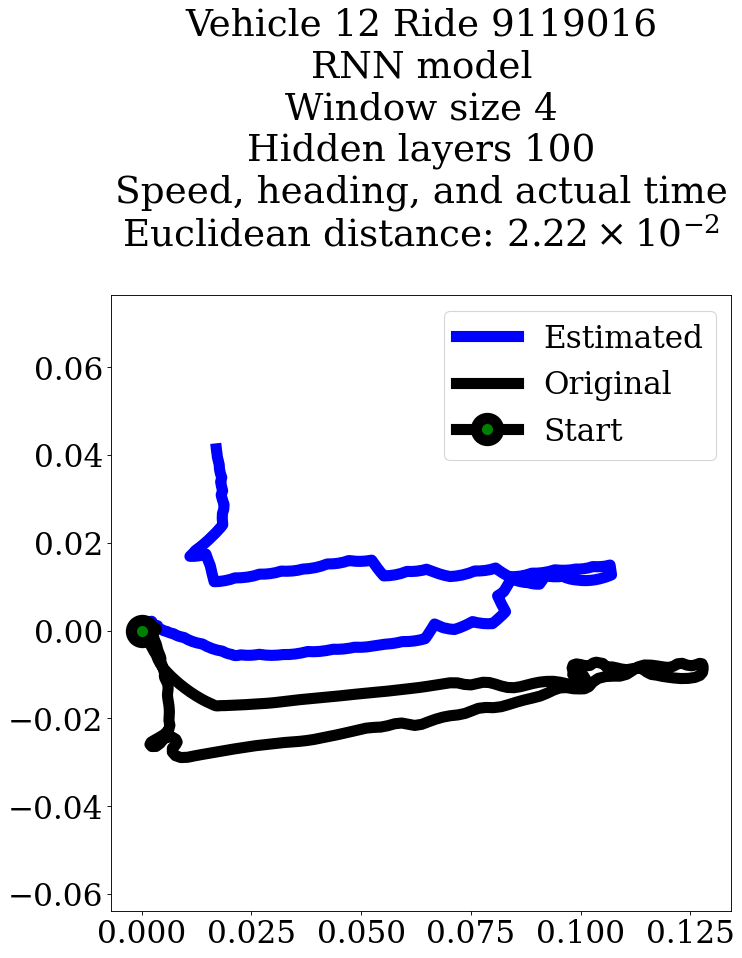 Vehicle 12 Ride 9119016
RNN model
Window size 4
Hidden layers 100
Speed, heading, and actual time
Euclidean distance: 2.22 × 10⁻²
Estimated
Original
Start
0.06
0.04
0.02
0.00
−0.02
−0.04
−0.06
0.000 0.025 0.050 0.075 0.100 0.125